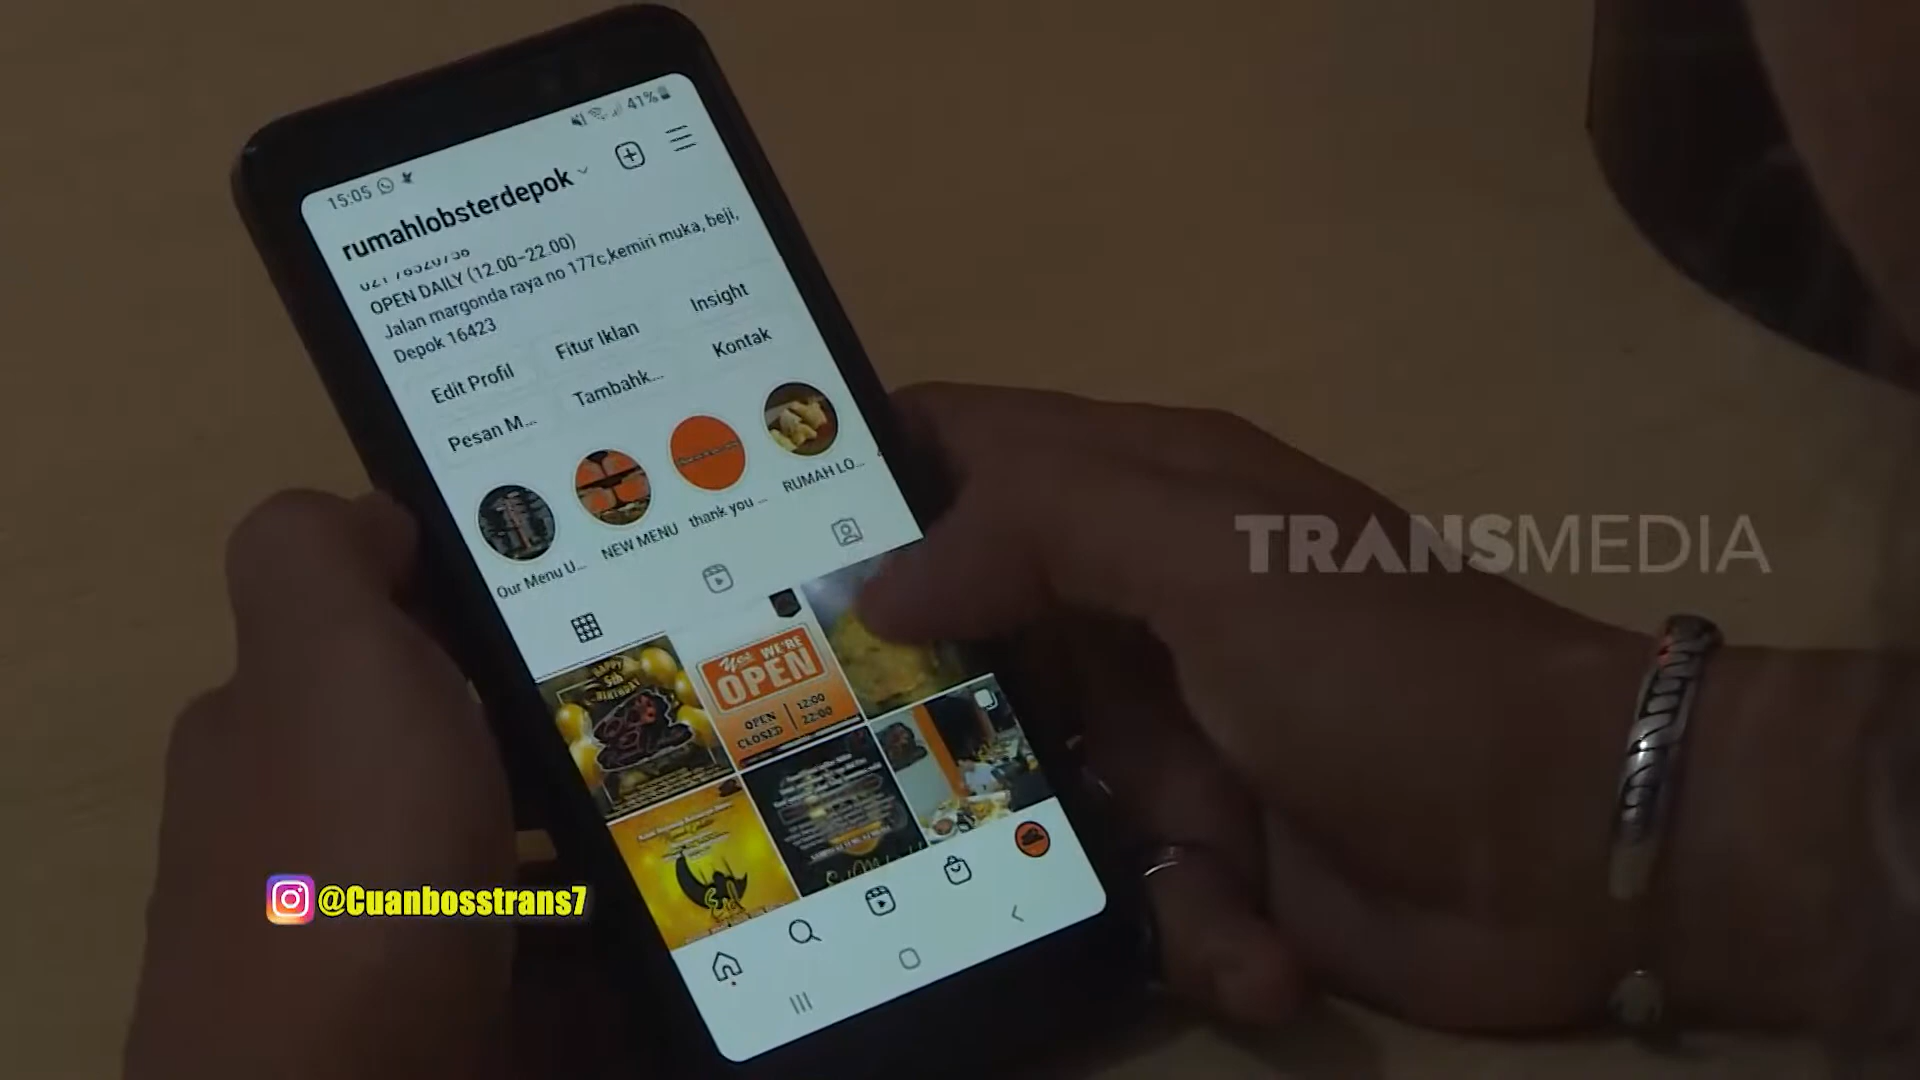 15:05
41%
rumahlobsterdepok
OPEN DAILY (12.00-22.00)
Jalan margonda raya no 177c,kemiri muka, beji,
Depok 16423
Edit Profil
Fitur Iklan
Insight
Pesan M...
Tambahk...
Kontak
Our Menu U...
NEW MENU
thank you ...
RUMAH LO...
HAPPY
5th
BIRTHDAY
Yes WE'RE
OPEN
OPEN 12:00
CLOSED 22:00
TRANSMEDIA
@Cuanbosstrans7